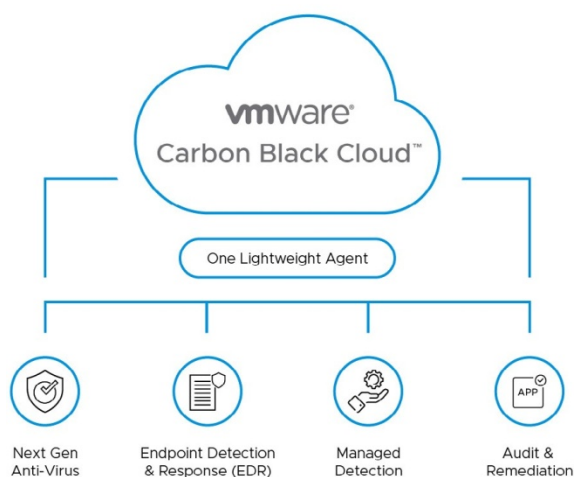 vmware®
Carbon Black Cloud™
One Lightweight Agent
APP
Next Gen
Anti-Virus
Endpoint Detection
& Response (EDR)
Managed
Detection
Audit &
Remediation